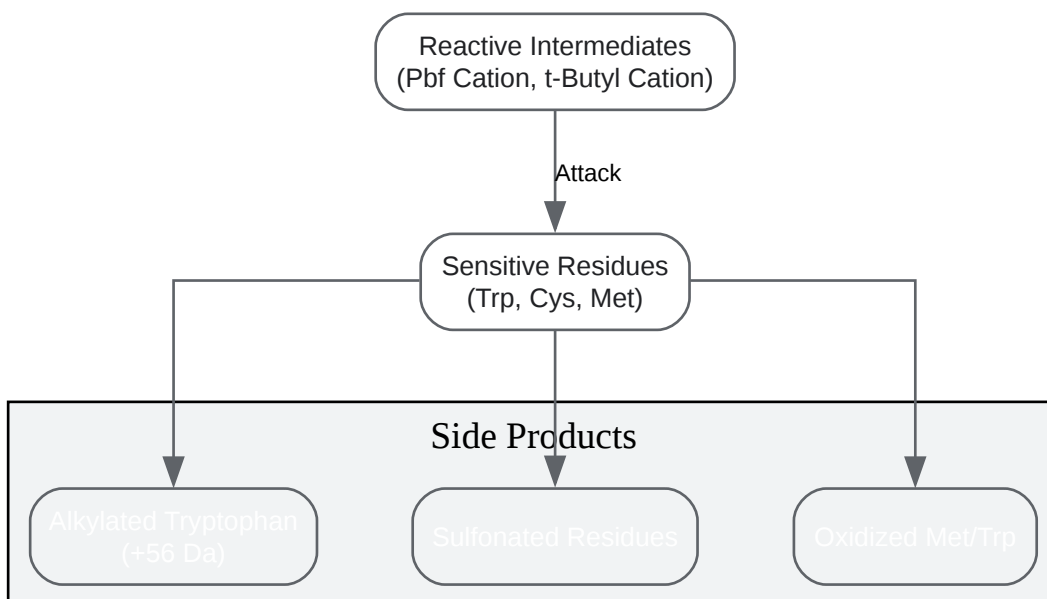 Reactive Intermediates
(Pbf Cation, t-Butyl Cation)
Attack
Sensitive Residues
(Trp, Cys, Met)
Side Products
Alkylated Tryptophan
(+56 Da)
Sulfonated Residues
Oxidized Met/Trp